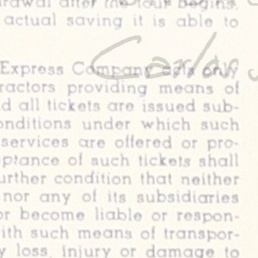 after the tour begins.
actual saving it is able to
Carlos
Express Company acts only
ractors providing means of
d all tickets are issued sub-
onditions under which such
services are offered or pro-
ptance of such tickets shall
urther condition that neither
nor any of its subsidiaries
or become liable or respon-
ith such means of transpor-
y loss, injury or damage to